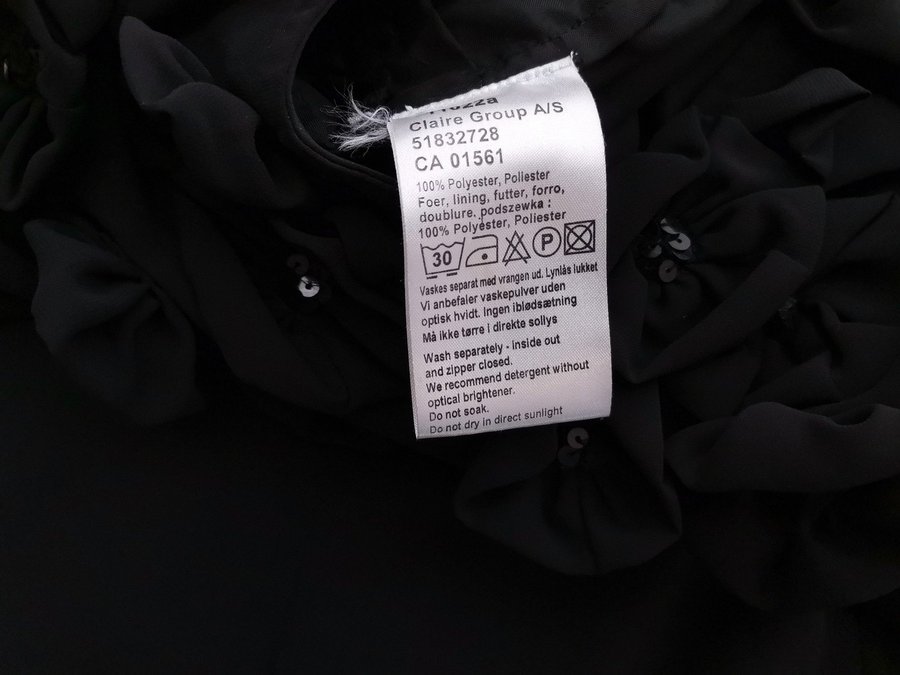 Claire Group A/S
51832728
CA 01561
100% Polyester, Poliester
Foer, lining, futter, forro,
doublure, podszewka :
100% Polyester, Poliester
30 P
Vaskes separat med vrangen ud. Lynlås lukket
Vi anbefaler vaskepulver uden
optisk hvidt. Ingen iblødsætning
Må ikke tørre i direkte sollys
Wash separately - inside out
and zipper closed.
We recommend detergent without
optical brightener.
Do not soak.
Do not dry in direct sunlight